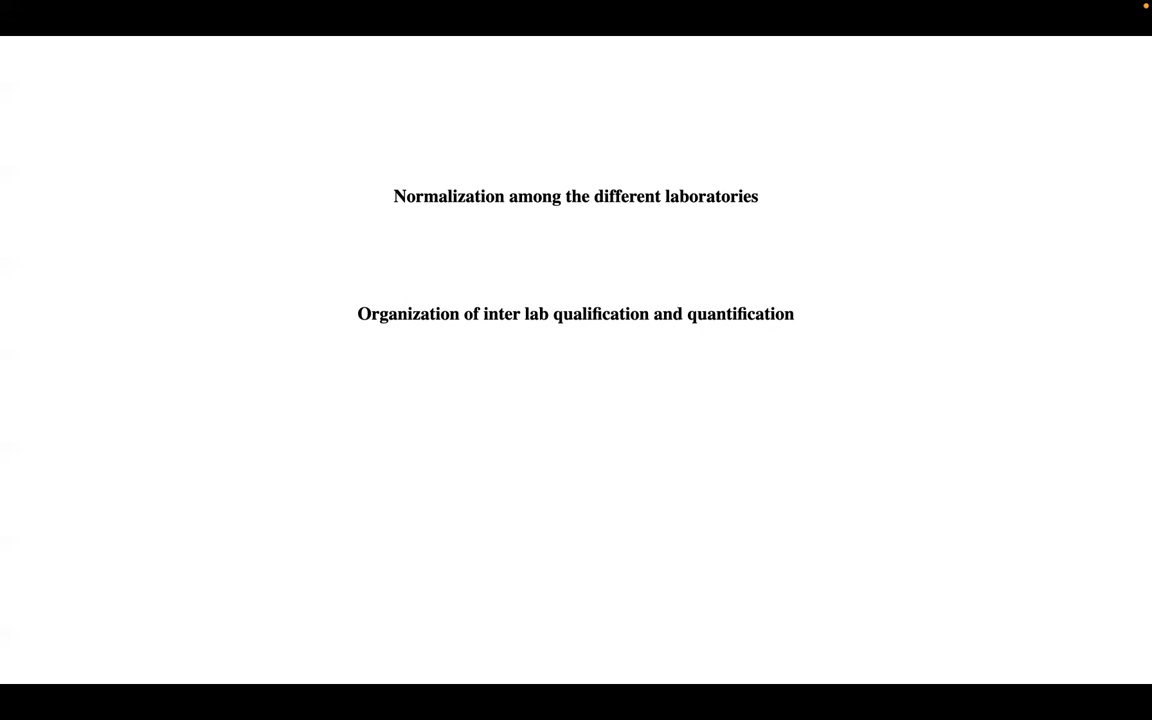 Normalization among the different laboratories
Organization of inter lab qualification and quantification